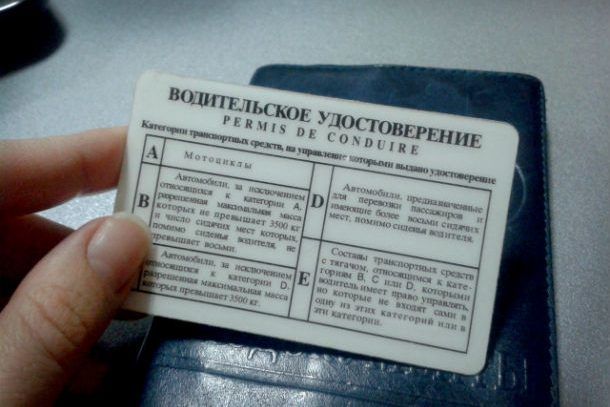 ВОДИТЕЛЬСКОЕ УДОСТОВЕРЕНИЕ
PERMIS DE CONDUIRE
Категории транспортных средств, на управление которыми выдано удостоверение
A
Мотоциклы
B
Автомобили, за исключением
относящихся к категории A,
разрешенная максимальная масса
которых не превышает 3500 кг
и число сидячих мест которых,
помимо сиденья водителя, не
превышает восьми.
Автомобили, за исключением
относящихся к категории D,
разрешенная максимальная масса
которых превышает 3500 кг.
D
Автомобили, предназначенные
для перевозки пассажиров и
имеющие более восьми сидячих
мест, помимо сиденья водителя.
E
Составы транспортных средств
с тягачом, относящимся к кате-
гориям B, C или D, которыми
водитель имеет право управлять,
но которые не входят сами в
одну из этих категорий или в
эти категории.